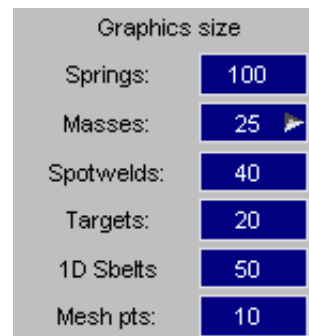 Graphics size
Springs: 100
Masses: 25
Spotwelds: 40
Targets: 20
1D Sbelts 50
Mesh pts: 10